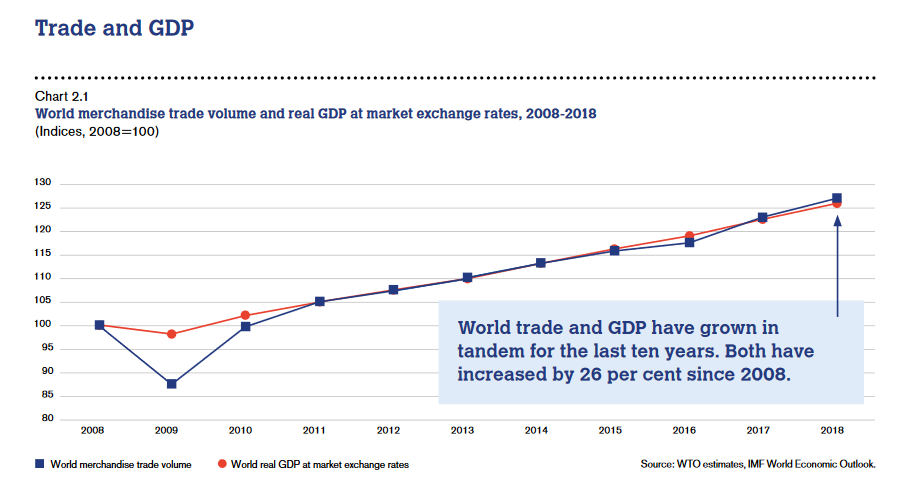 Trade and GDP
Chart 2.1
World merchandise trade volume and real GDP at market exchange rates, 2008-2018
(Indices, 2008=100)
130
125
120
115
110
105
100
95
90
85
80
World trade and GDP have grown in
tandem for the last ten years. Both have
increased by 26 per cent since 2008.
2008 2009 2010 2011 2012 2013 2014 2015 2016 2017 2018
World merchandise trade volume World real GDP at market exchange rates Source: WTO estimates, IMF World Economic Outlook.